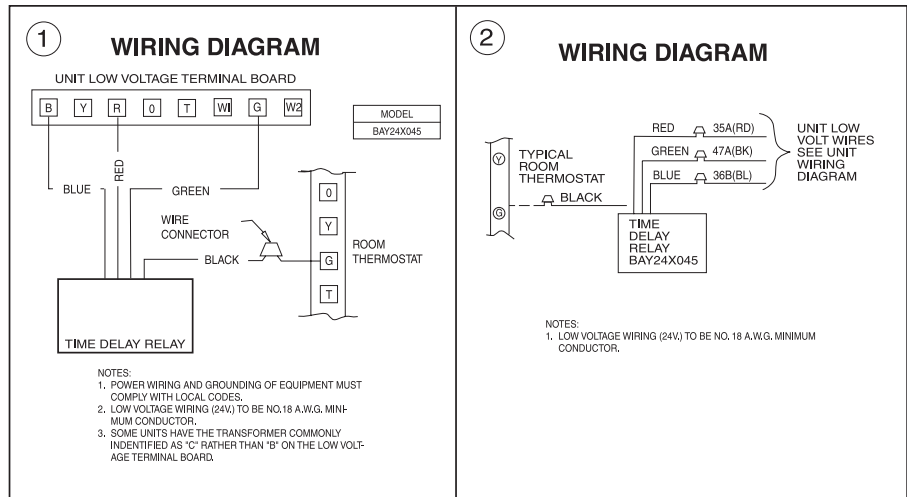 1
WIRING DIAGRAM
UNIT LOW VOLTAGE TERMINAL BOARD
B Y R 0 T W1 G W2
MODEL
BAY24X045
RED
BLUE
GREEN
WIRE
CONNECTOR
BLACK
0
Y
G
T
ROOM
THERMOSTAT
TIME DELAY RELAY
NOTES:
1. POWER WIRING AND GROUNDING OF EQUIPMENT MUST
COMPLY WITH LOCAL CODES.
2. LOW VOLTAGE WIRING (24V.) TO BE NO.18 A.W.G. MINI-
MUM CONDUCTOR.
3. SOME UNITS HAVE THE TRANSFORMER COMMONLY
INDENTIFIED AS "C" RATHER THAN "B" ON THE LOW VOLT-
AGE TERMINAL BOARD.
2
WIRING DIAGRAM
Y
G
TYPICAL
ROOM
THERMOSTAT
BLACK
RED 35A(RD)
GREEN 47A(BK)
BLUE 36B(BL)
UNIT LOW
VOLT WIRES
SEE UNIT
WIRING
DIAGRAM
TIME
DELAY
RELAY
BAY24X045
NOTES:
1. LOW VOLTAGE WIRING (24V.) TO BE NO. 18 A.W.G. MINIMUM
CONDUCTOR.